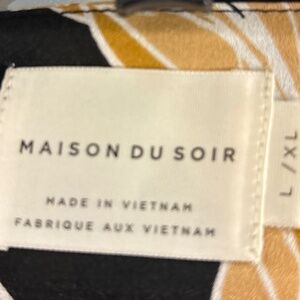 MAISON DU SOIR
MADE IN VIETNAM
FABRIQUE AUX VIETNAM
L / XL